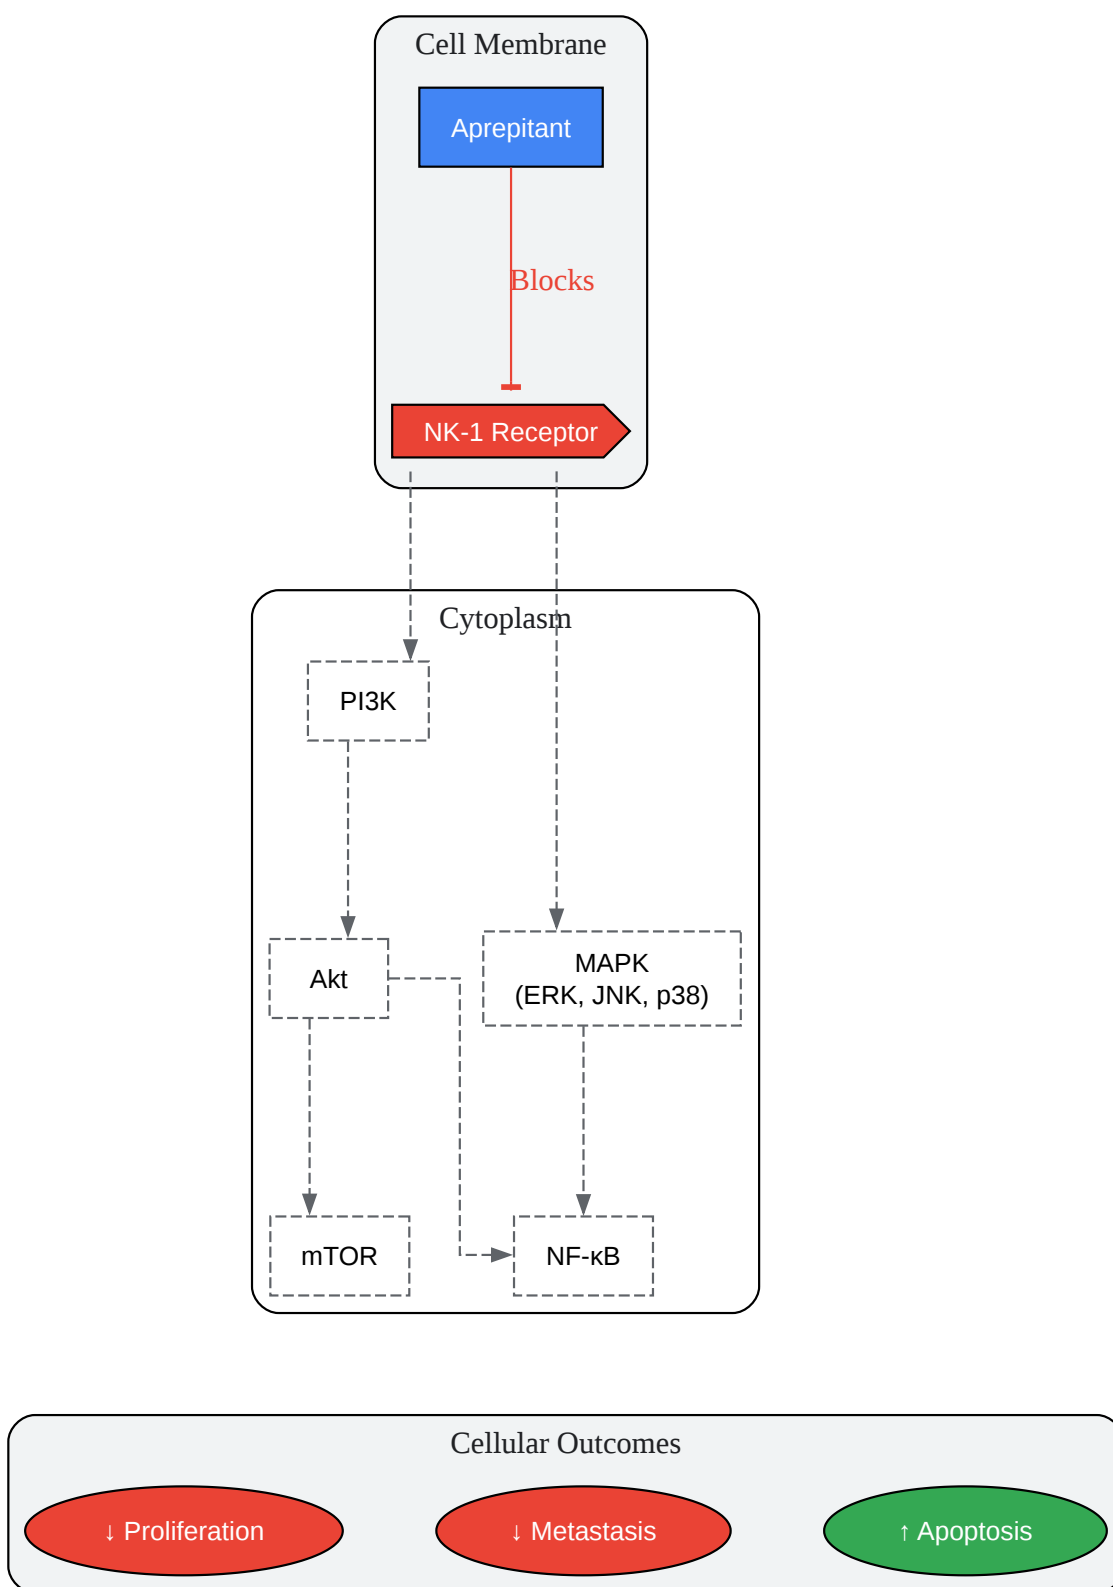 Cell Membrane
Aprepitant
Blocks
NK-1 Receptor
Cytoplasm
PI3K
Akt
MAPK
(ERK, JNK, p38)
mTOR
NF-κB
Cellular Outcomes
↓ Proliferation
↓ Metastasis
↑ Apoptosis